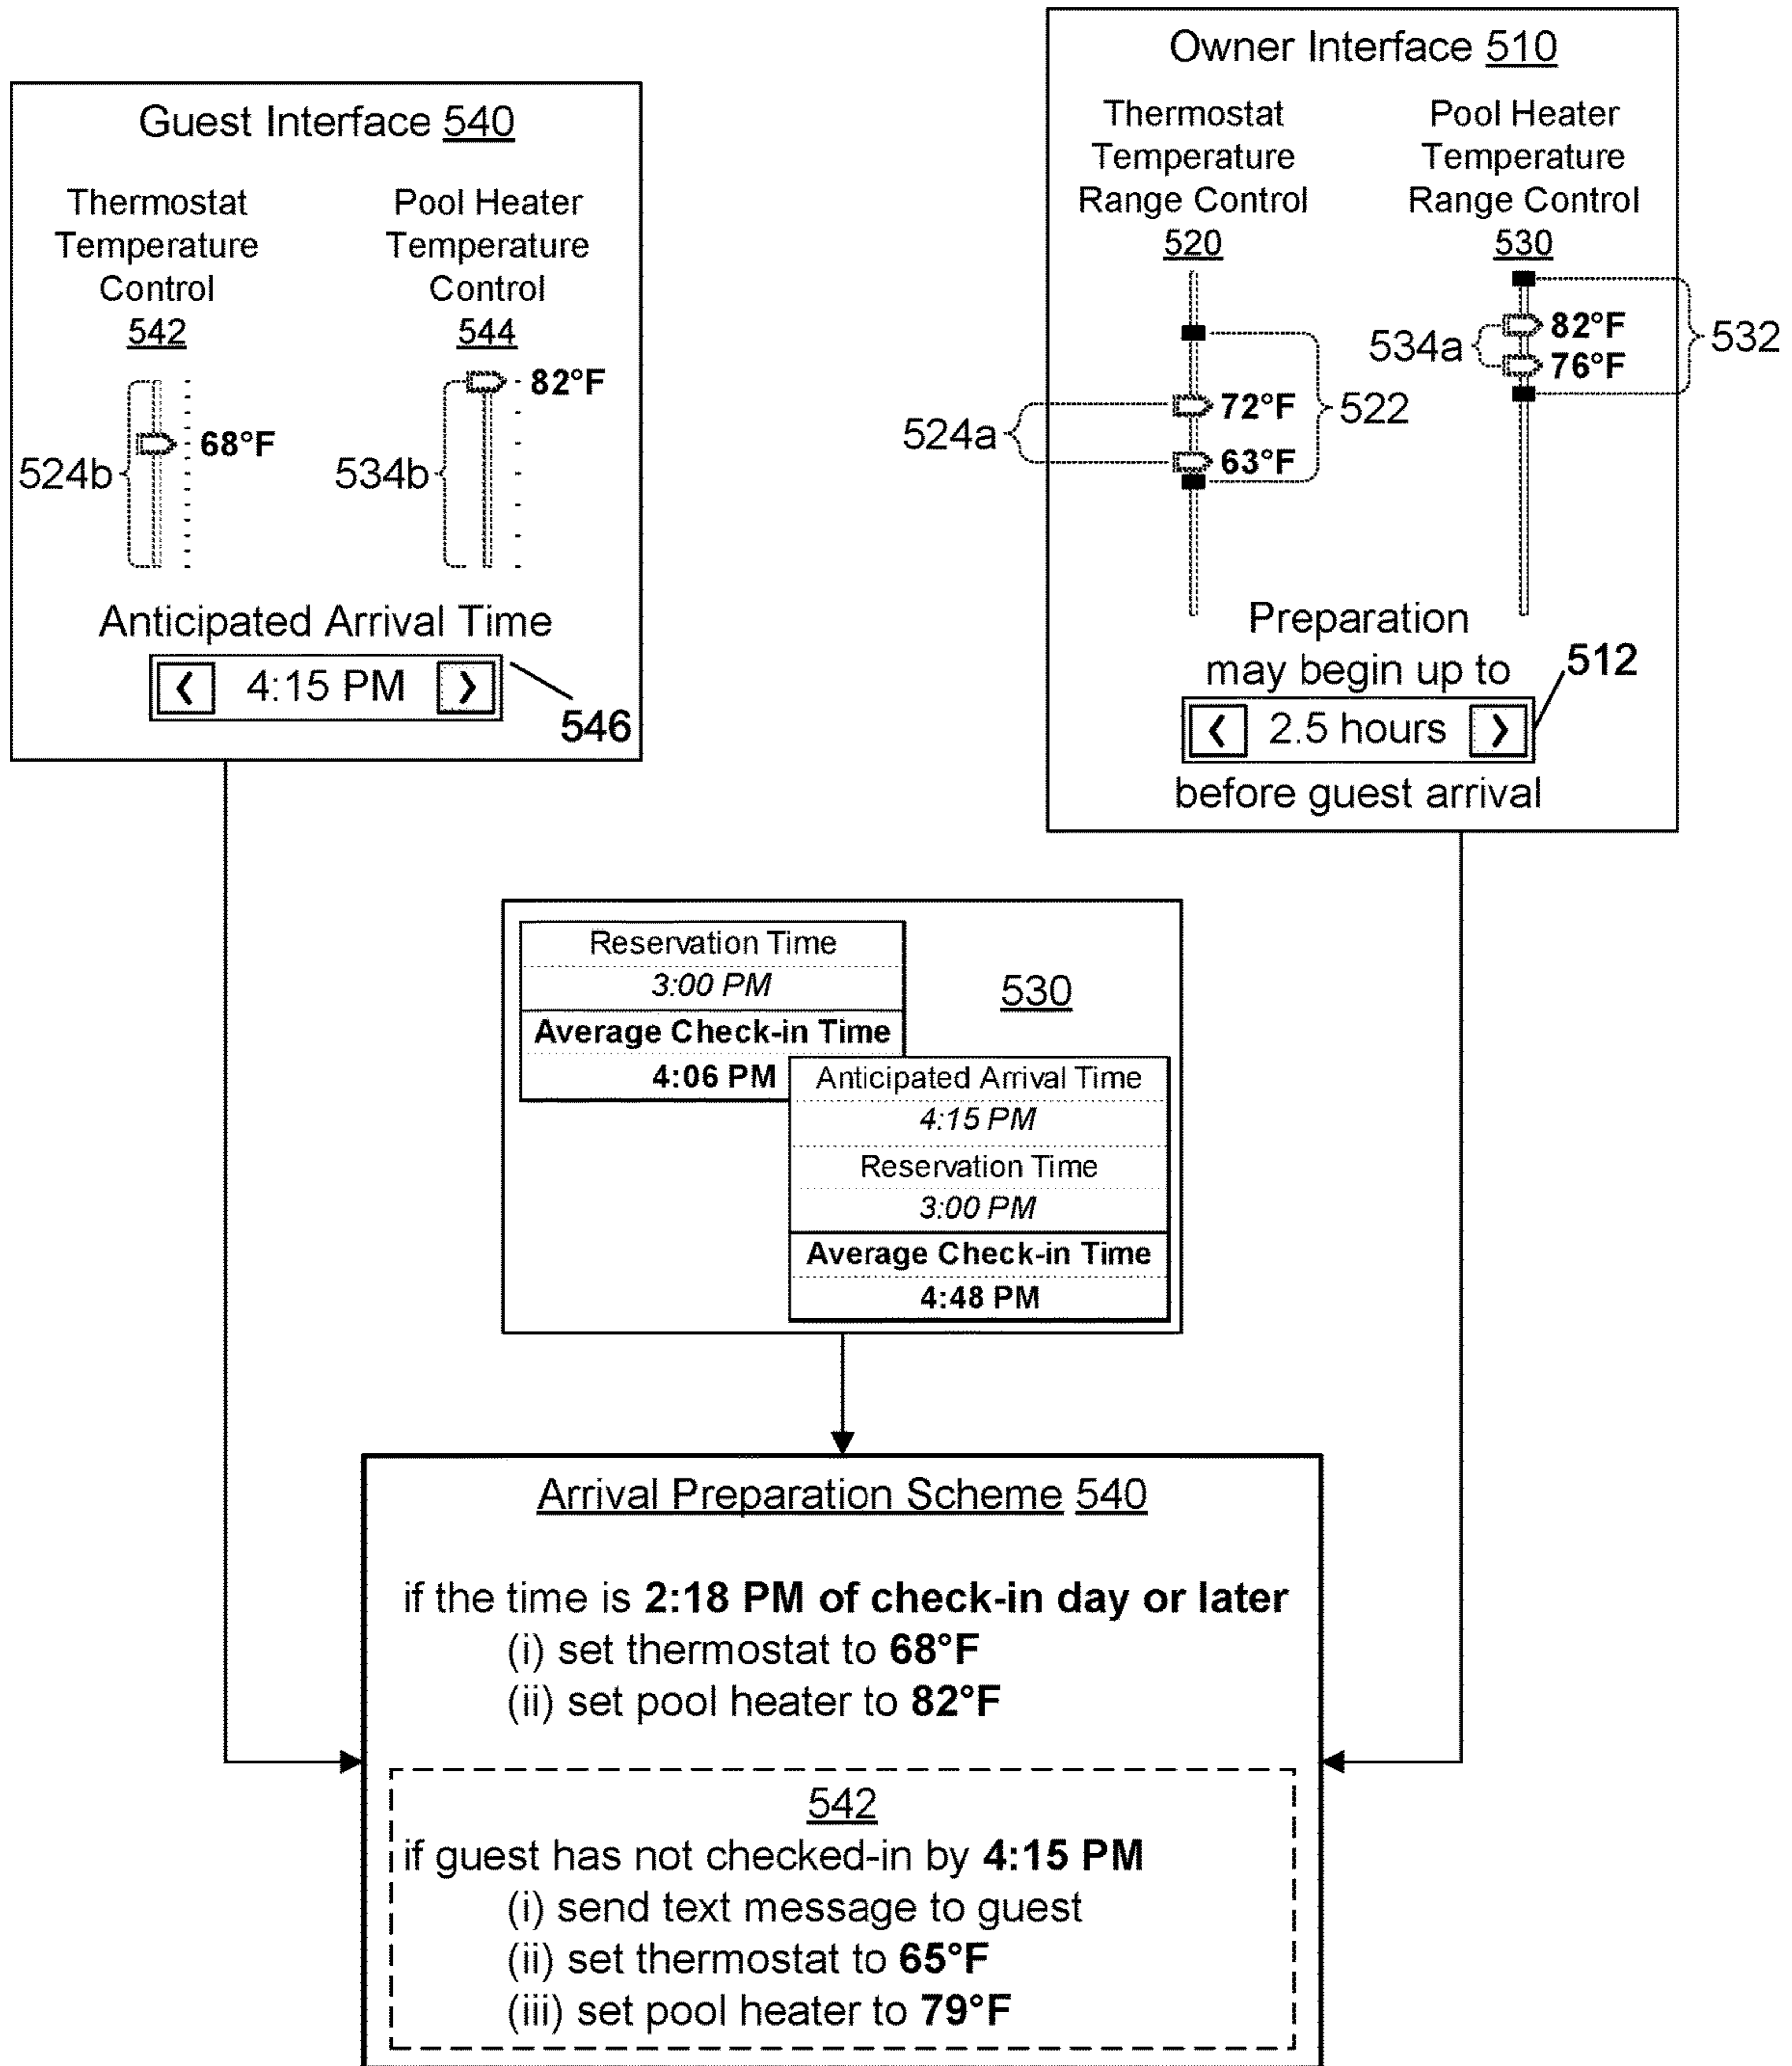 Guest Interface 540
Thermostat
Temperature
Control
542
68°F
524b
Pool Heater
Temperature
Control
544
82°F
534b
Anticipated Arrival Time
< 4:15 PM >
546
Owner Interface 510
Thermostat
Temperature
Range Control
520
72°F
63°F
524a
522
Pool Heater
Temperature
Range Control
530
82°F
76°F
534a
532
Preparation
may begin up to
< 2.5 hours >
512
before guest arrival
530
Reservation Time
3:00 PM
Average Check-in Time
4:06 PM
Anticipated Arrival Time
4:15 PM
Reservation Time
3:00 PM
Average Check-in Time
4:48 PM
Arrival Preparation Scheme 540
if the time is 2:18 PM of check-in day or later
(i) set thermostat to 68°F
(ii) set pool heater to 82°F
542
if guest has not checked-in by 4:15 PM
(i) send text message to guest
(ii) set thermostat to 65°F
(iii) set pool heater to 79°F